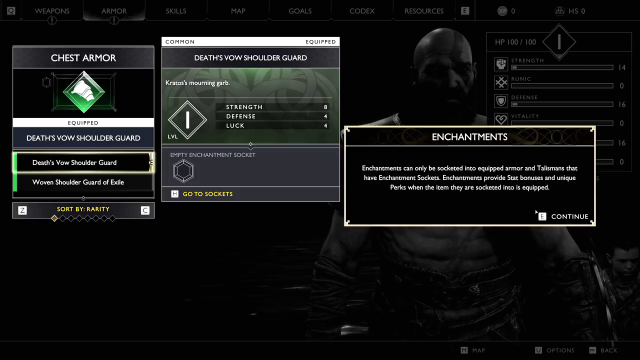 Q WEAPONS ARMOR SKILLS MAP GOALS CODEX RESOURCES E 0 HS 0
CHEST ARMOR
EQUIPPED
DEATH'S VOW SHOULDER GUARD
Death's Vow Shoulder Guard
Woven Shoulder Guard of Exile
Z SORT BY: RARITY C
COMMON EQUIPPED
DEATH'S VOW SHOULDER GUARD
Kratos's mourning garb.
I
LVL
STRENGTH 8
DEFENSE 4
LUCK 4
EMPTY ENCHANTMENT SOCKET
H GO TO SOCKETS
HP 100 / 100 I
STRENGTH 14
RUNIC 0
DEFENSE 16
VITALITY 0
16
0
ENCHANTMENTS
Enchantments can only be socketed into equipped armor and Talismans that
have Enchantment Sockets. Enchantments provide Stat bonuses and unique
Perks when the item they are socketed into is equipped.
E CONTINUE
MAP OPTIONS BACK